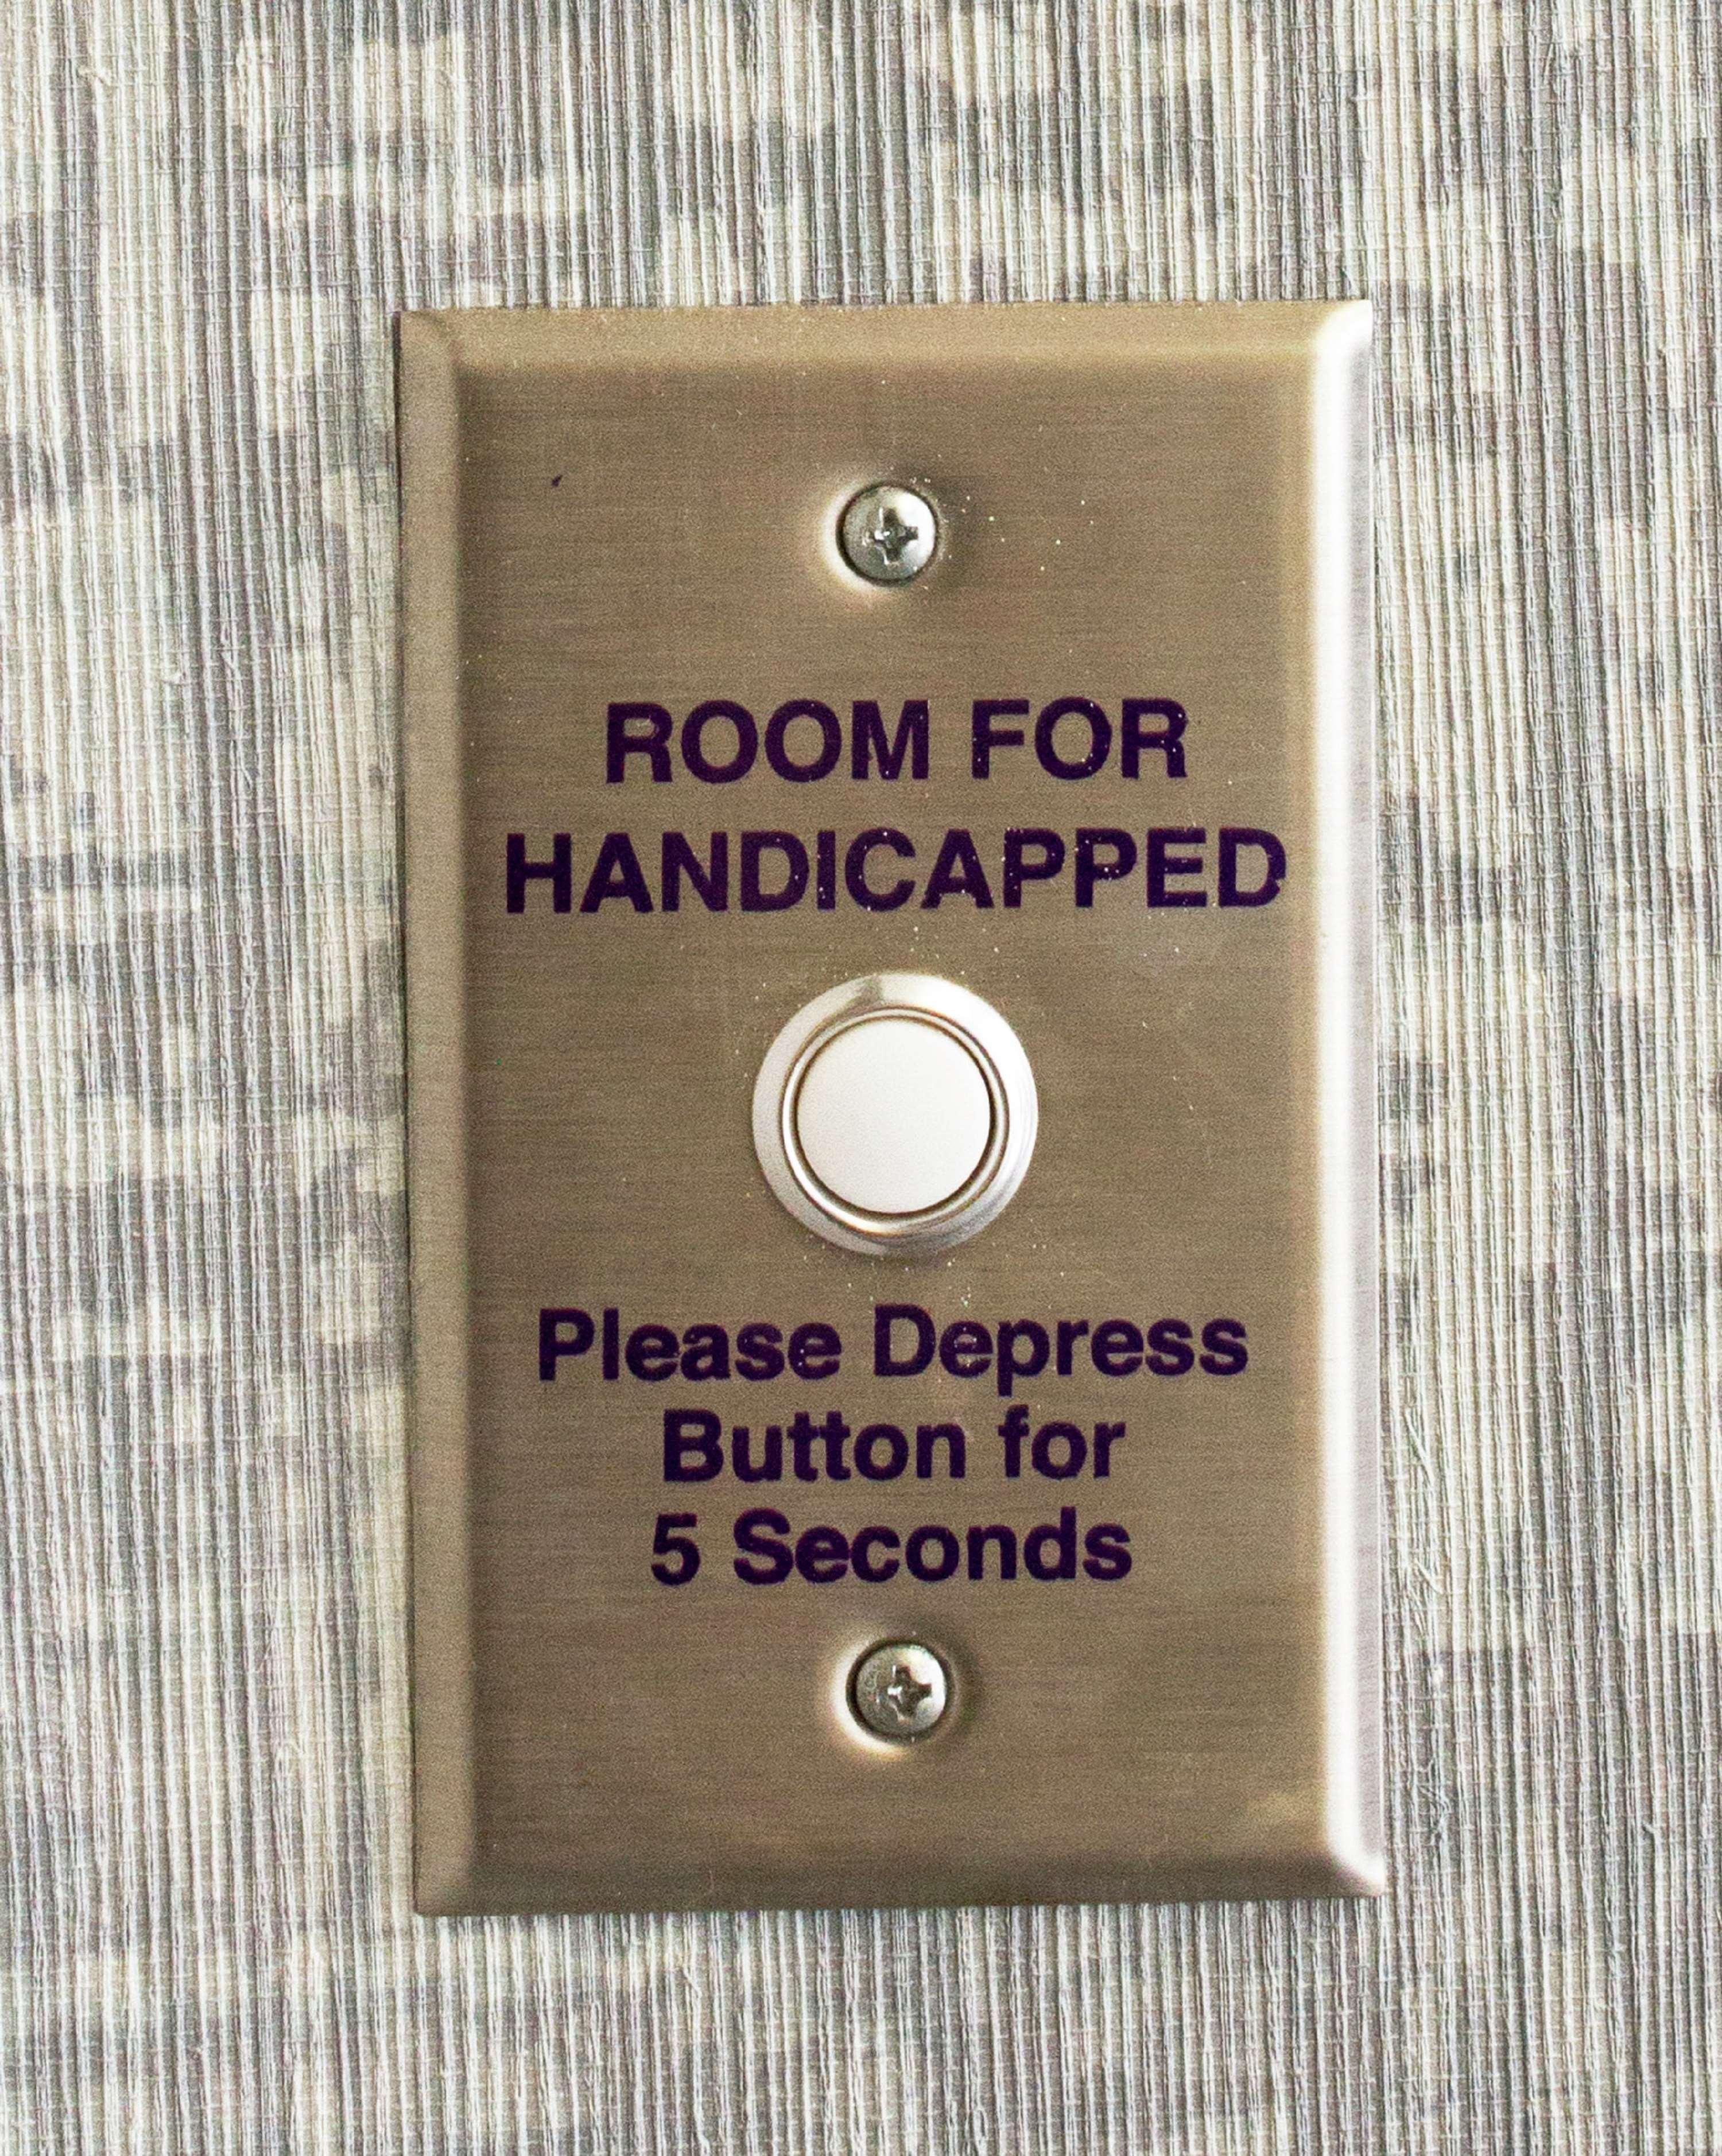 ROOM FOR
HANDICAPPED
Please Depress
Button for
5 Seconds